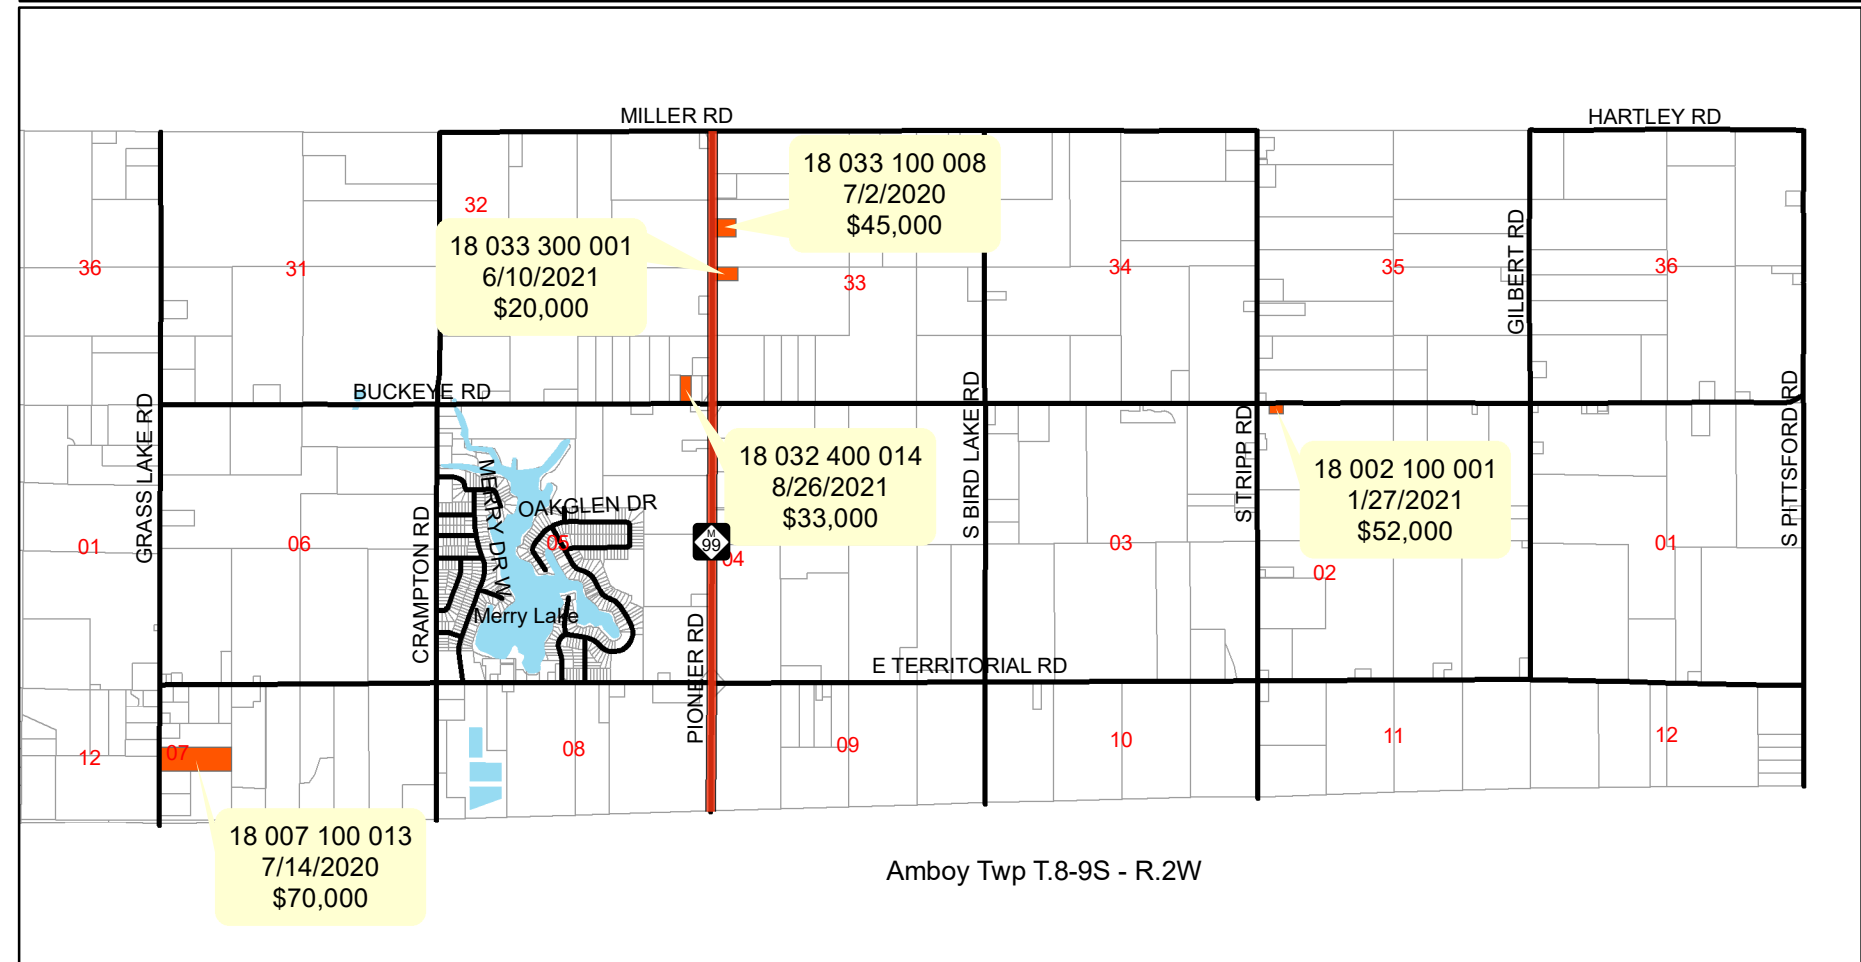 MILLER RD
HARTLEY RD
18 033 100 008
7/2/2020
$45,000
32
18 033 300 001
6/10/2021
$20,000
36
31
33
34
35
36
GILBERT RD
BUCKEYE RD
GRASS LAKE RD
S BIRD LAKE RD
S TRIPP RD
S PITTSFORD RD
18 032 400 014
8/26/2021
$33,000
18 002 100 001
1/27/2021
$52,000
MERRY DR W
OAKGLEN DR
CRAMPTON RD
01
06
05
M
99
04
03
02
01
Merry Lake
PIONEER RD
E TERRITORIAL RD
12
07
08
09
10
11
12
18 007 100 013
7/14/2020
$70,000
Amboy Twp T.8-9S - R.2W